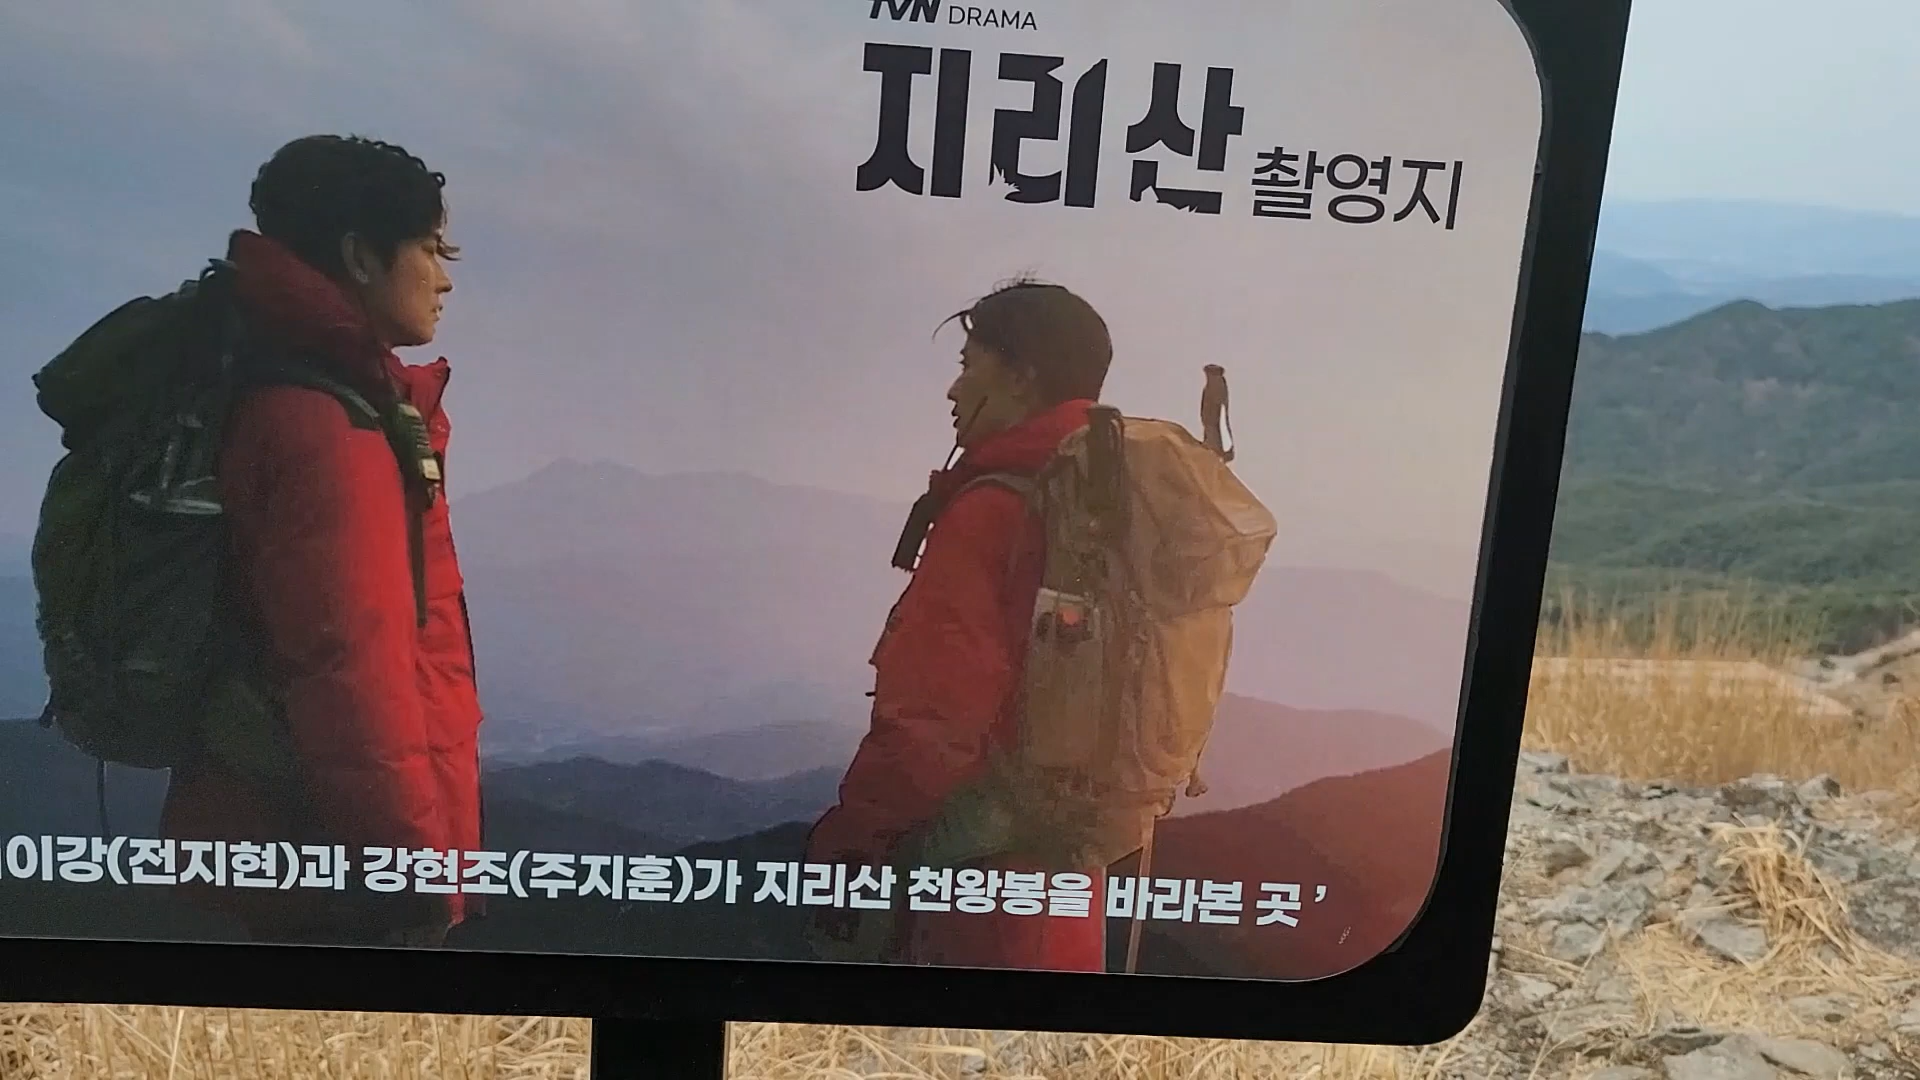 tvN DRAMA
지리산 촬영지
이강(전지현)과 강현조(주지훈)가 지리산 천왕봉을 바라본 곳 ’